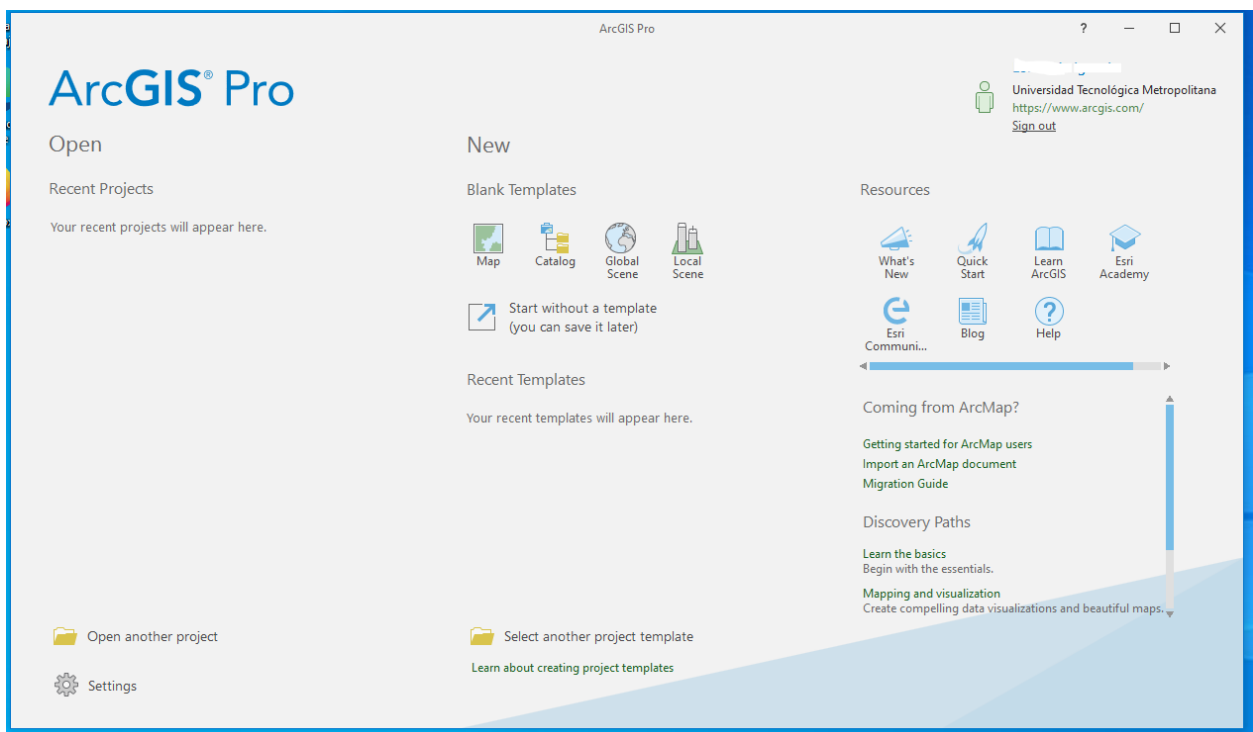 ArcGIS Pro
?
ArcGIS® Pro
Universidad Tecnológica Metropolitana
https://www.arcgis.com/
Sign out
Open
Recent Projects
Your recent projects will appear here.
New
Blank Templates
Map
Catalog
Global
Scene
Local
Scene
Start without a template
(you can save it later)
Recent Templates
Your recent templates will appear here.
Resources
What's
New
Quick
Start
Learn
ArcGIS
Esri
Academy
Esri
Communi...
Blog
Help
Coming from ArcMap?
Getting started for ArcMap users
Import an ArcMap document
Migration Guide
Discovery Paths
Learn the basics
Begin with the essentials.
Mapping and visualization
Create compelling data visualizations and beautiful maps.
Open another project
Settings
Select another project template
Learn about creating project templates